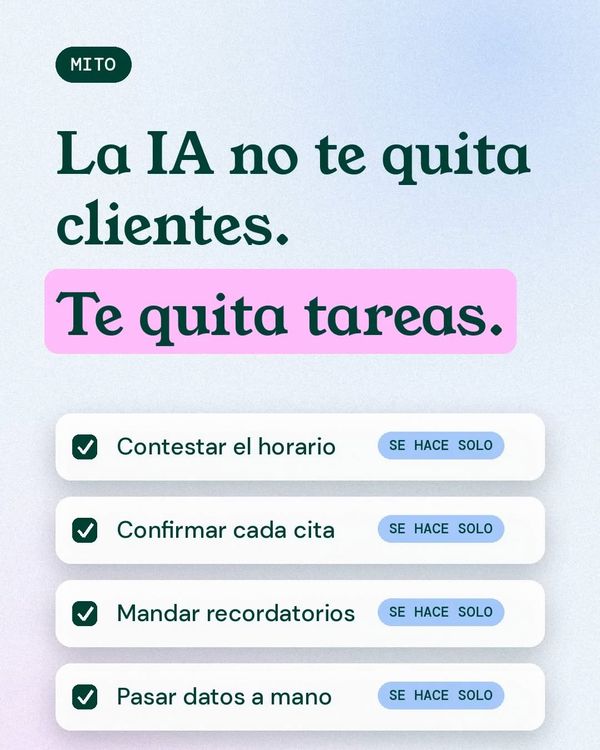 MITO
La IA no te quita
clientes.
Te quita tareas.
Contestar el horario SE HACE SOLO
Confirmar cada cita SE HACE SOLO
Mandar recordatorios SE HACE SOLO
Pasar datos a mano SE HACE SOLO